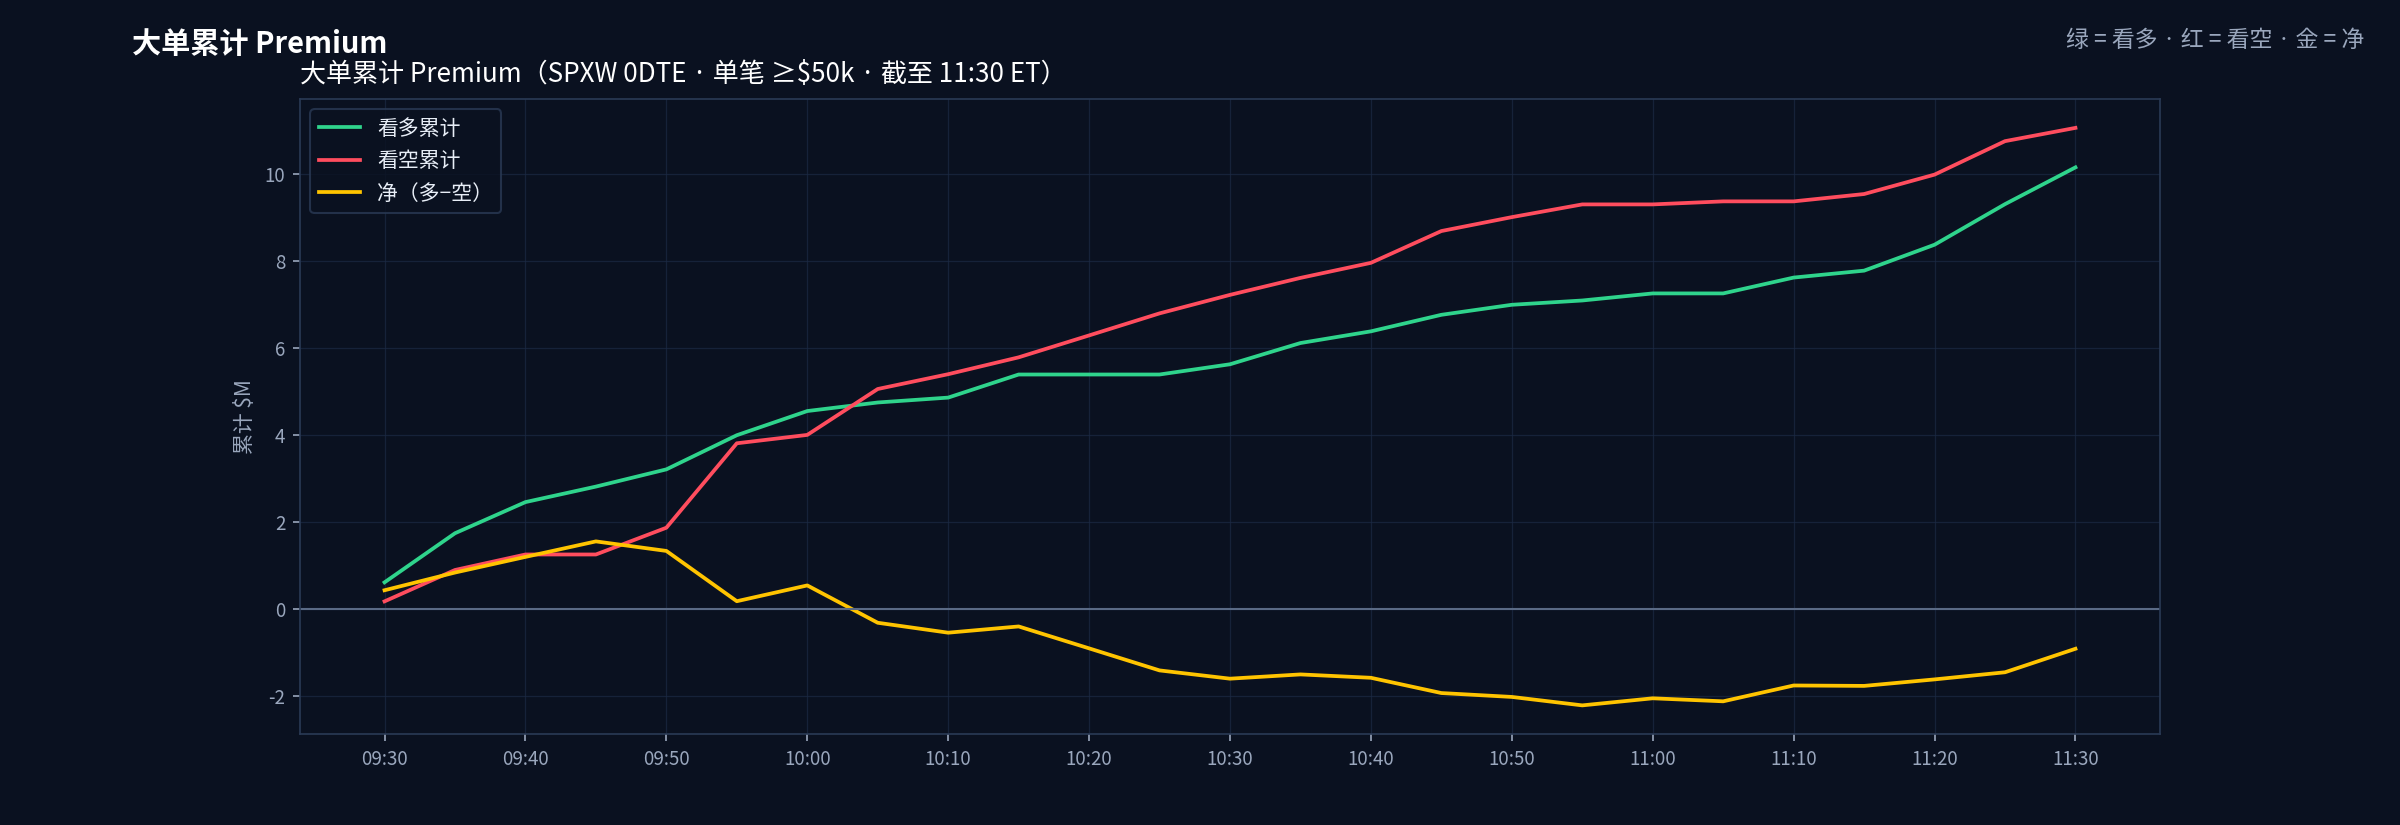 大单累计 Premium
绿 = 看多 · 红 = 看空 · 金 = 净
大单累计 Premium（SPXW 0DTE · 单笔 ≥$50k · 截至 11:30 ET）
看多累计
看空累计
净（多−空）
累计 $M
10
8
6
4
2
0
-2
09:30 09:40 09:50 10:00 10:10 10:20 10:30 10:40 10:50 11:00 11:10 11:20 11:30